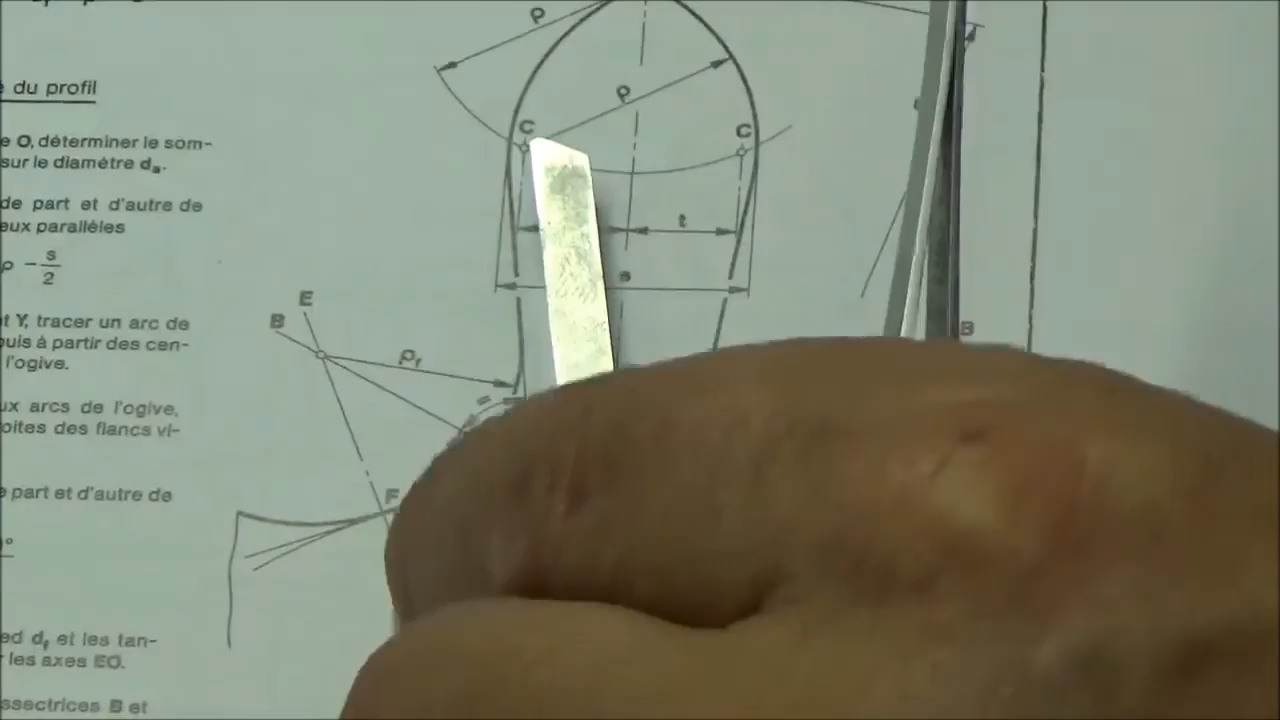 du profil
e O, déterminer le som-
sur le diamètre dₐ.
de part et d'autre de
eux parallèles
ρ - s/2
t Y, tracer un arc de
ouis à partir des cen-
l'ogive.
ux arcs de l'ogive,
oites des flancs vi-
part et d'autre de
°
ed d_f et les tan-
les axes EO.
ssectrices B et
ρ
ρ
C
C
t
s
E
B
ρ_f
=
F
B